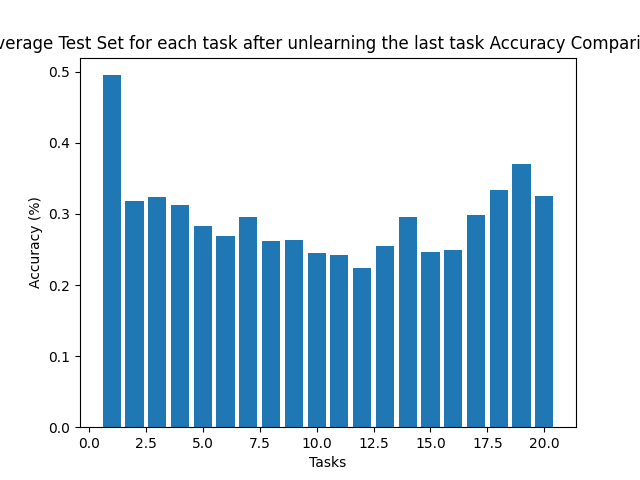 verage Test Set for each task after unlearning the last task Accuracy Compari
0.5
0.4
0.3
0.2
0.1
0.0
Accuracy (%)
0.0 2.5 5.0 7.5 10.0 12.5 15.0 17.5 20.0
Tasks